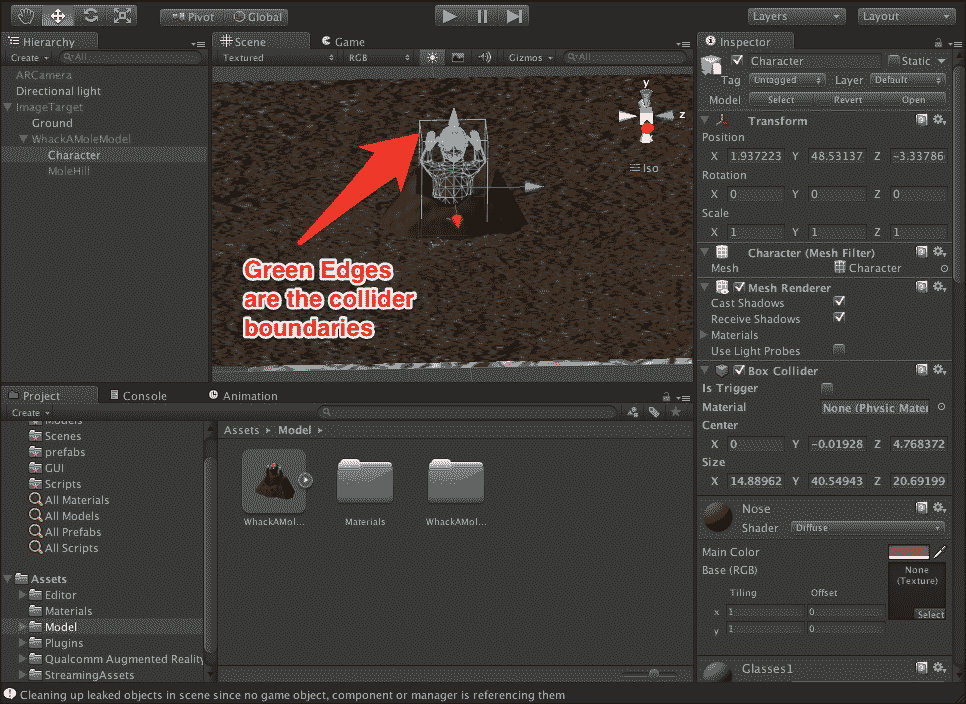 Pivot Global Layers Layout
Hierarchy
Create All
ARCamera
Directional light
ImageTarget
Ground
WhackAMoleModel
Character
MoleHill
Scene Game
Textured RGB Gizmos All
y
z
Iso
Green Edges
are the collider
boundaries
Project Console Animation
Create
Models
Scenes
prefabs
GUI
Scripts
All Materials
All Models
All Prefabs
All Scripts
Assets
Editor
Materials
Model
Plugins
Qualcomm Augmented Reality
StreamingAssets
Assets Model
WhackAMol... Materials WhackAMol...
Inspector
Character Static
Tag Untagged Layer Default
Model Select Revert Open
Transform
Position
X 1.937223 Y 48.53137 Z -3.33786
Rotation
X 0 Y 0 Z 0
Scale
X 1 Y 1 Z 1
Character (Mesh Filter)
Mesh Character
Mesh Renderer
Cast Shadows
Receive Shadows
Materials
Use Light Probes
Box Collider
Is Trigger
Material None (Physic Mater
Center
X 0 Y -0.01928 Z 4.768372
Size
X 14.88962 Y 40.54943 Z 20.69199
Nose
Shader Diffuse
Main Color
Base (RGB)
None
(Texture)
Tiling Offset
x 1 0
y 1 0
Select
Glasses1
Cleaning up leaked objects in scene since no game object, component or manager is referencing them